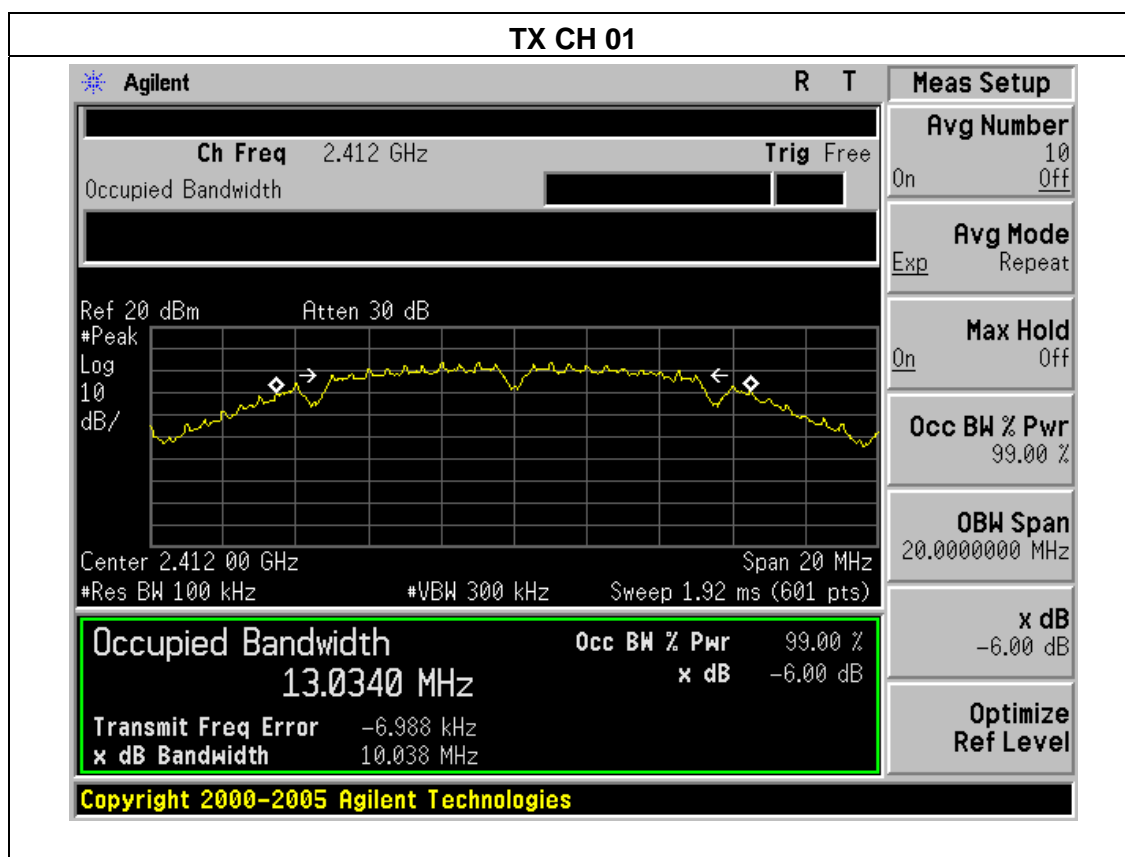 TX CH 01
Agilent R T
Ch Freq 2.412 GHz Trig Free
Occupied Bandwidth
Ref 20 dBm Atten 30 dB
#Peak
Log
10
dB/
Center 2.412 00 GHz Span 20 MHz
#Res BW 100 kHz #VBW 300 kHz Sweep 1.92 ms (601 pts)
Occupied Bandwidth Occ BW % Pwr 99.00 %
13.0340 MHz x dB -6.00 dB
Transmit Freq Error -6.988 kHz
x dB Bandwidth 10.038 MHz
Copyright 2000-2005 Agilent Technologies
Meas Setup
Avg Number
10
On Off
Avg Mode
Exp Repeat
Max Hold
On Off
Occ BW % Pwr
99.00 %
OBW Span
20.0000000 MHz
x dB
-6.00 dB
Optimize
Ref Level